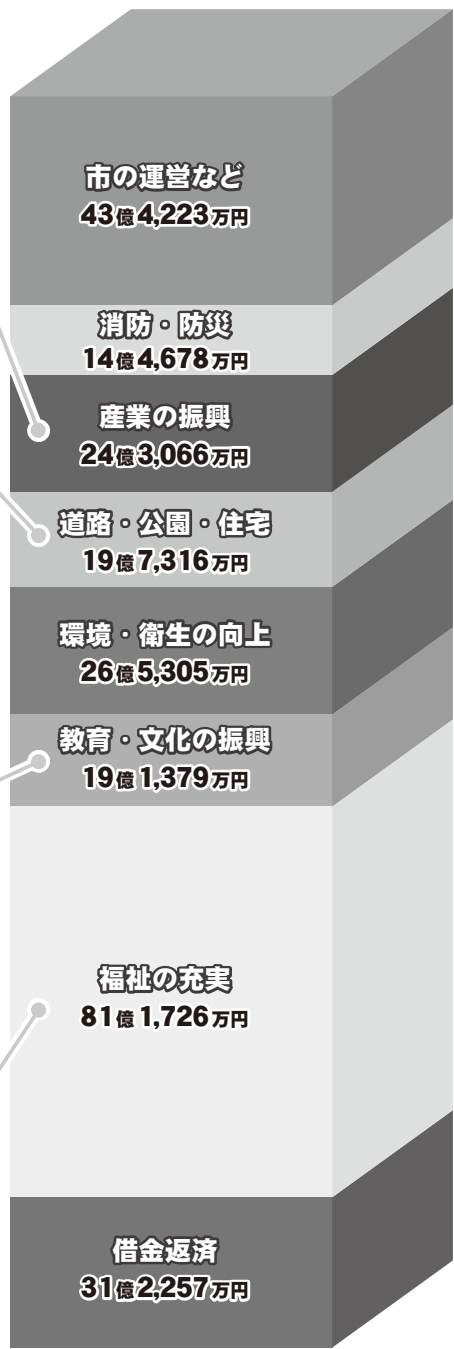 市の運営など
43億4,223万円
消防・防災
14億4,678万円
産業の振興
24億3,066万円
道路・公園・住宅
19億7,316万円
環境・衛生の向上
26億5,305万円
教育・文化の振興
19億1,379万円
福祉の充実
81億1,726万円
借金返済
31億2,257万円